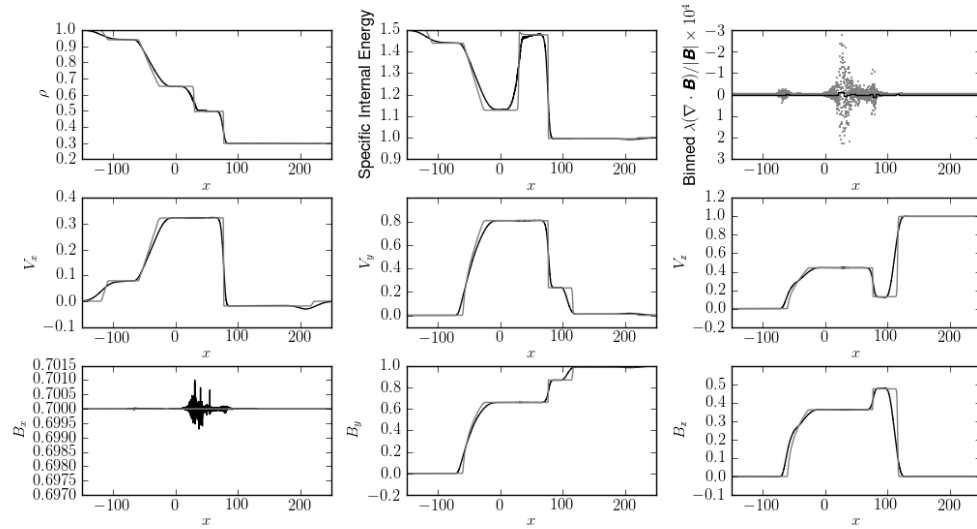 1.0
0.9
0.8
0.7
0.6
0.5
0.4
0.3
0.2
ρ
−100 0 100 200
x
1.5
1.4
1.3
1.2
1.1
1.0
0.9
Specific Internal Energy
−100 0 100 200
x
−3
−2
−1
0
1
2
3
Binned λ(∇ · B)/|B| × 10⁴
−100 0 100 200
x
0.4
0.3
0.2
0.1
0.0
−0.1
V_x
−100 0 100 200
x
0.8
0.6
0.4
0.2
0.0
V_y
−100 0 100 200
x
1.2
1.0
0.8
0.6
0.4
0.2
0.0
−0.2
V_z
−100 0 100 200
x
0.7015
0.7010
0.7005
0.7000
0.6995
0.6990
0.6985
0.6980
0.6975
0.6970
B_x
−100 0 100 200
x
1.0
0.8
0.6
0.4
0.2
0.0
−0.2
B_y
−100 0 100 200
x
0.5
0.4
0.3
0.2
0.1
0.0
−0.1
B_z
−100 0 100 200
x